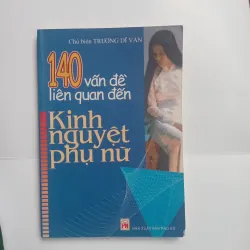 Chủ biên TRƯƠNG DĨ VĂN
140 vấn đề
liên quan đến
Kinh
nguyệt
phụ nữ